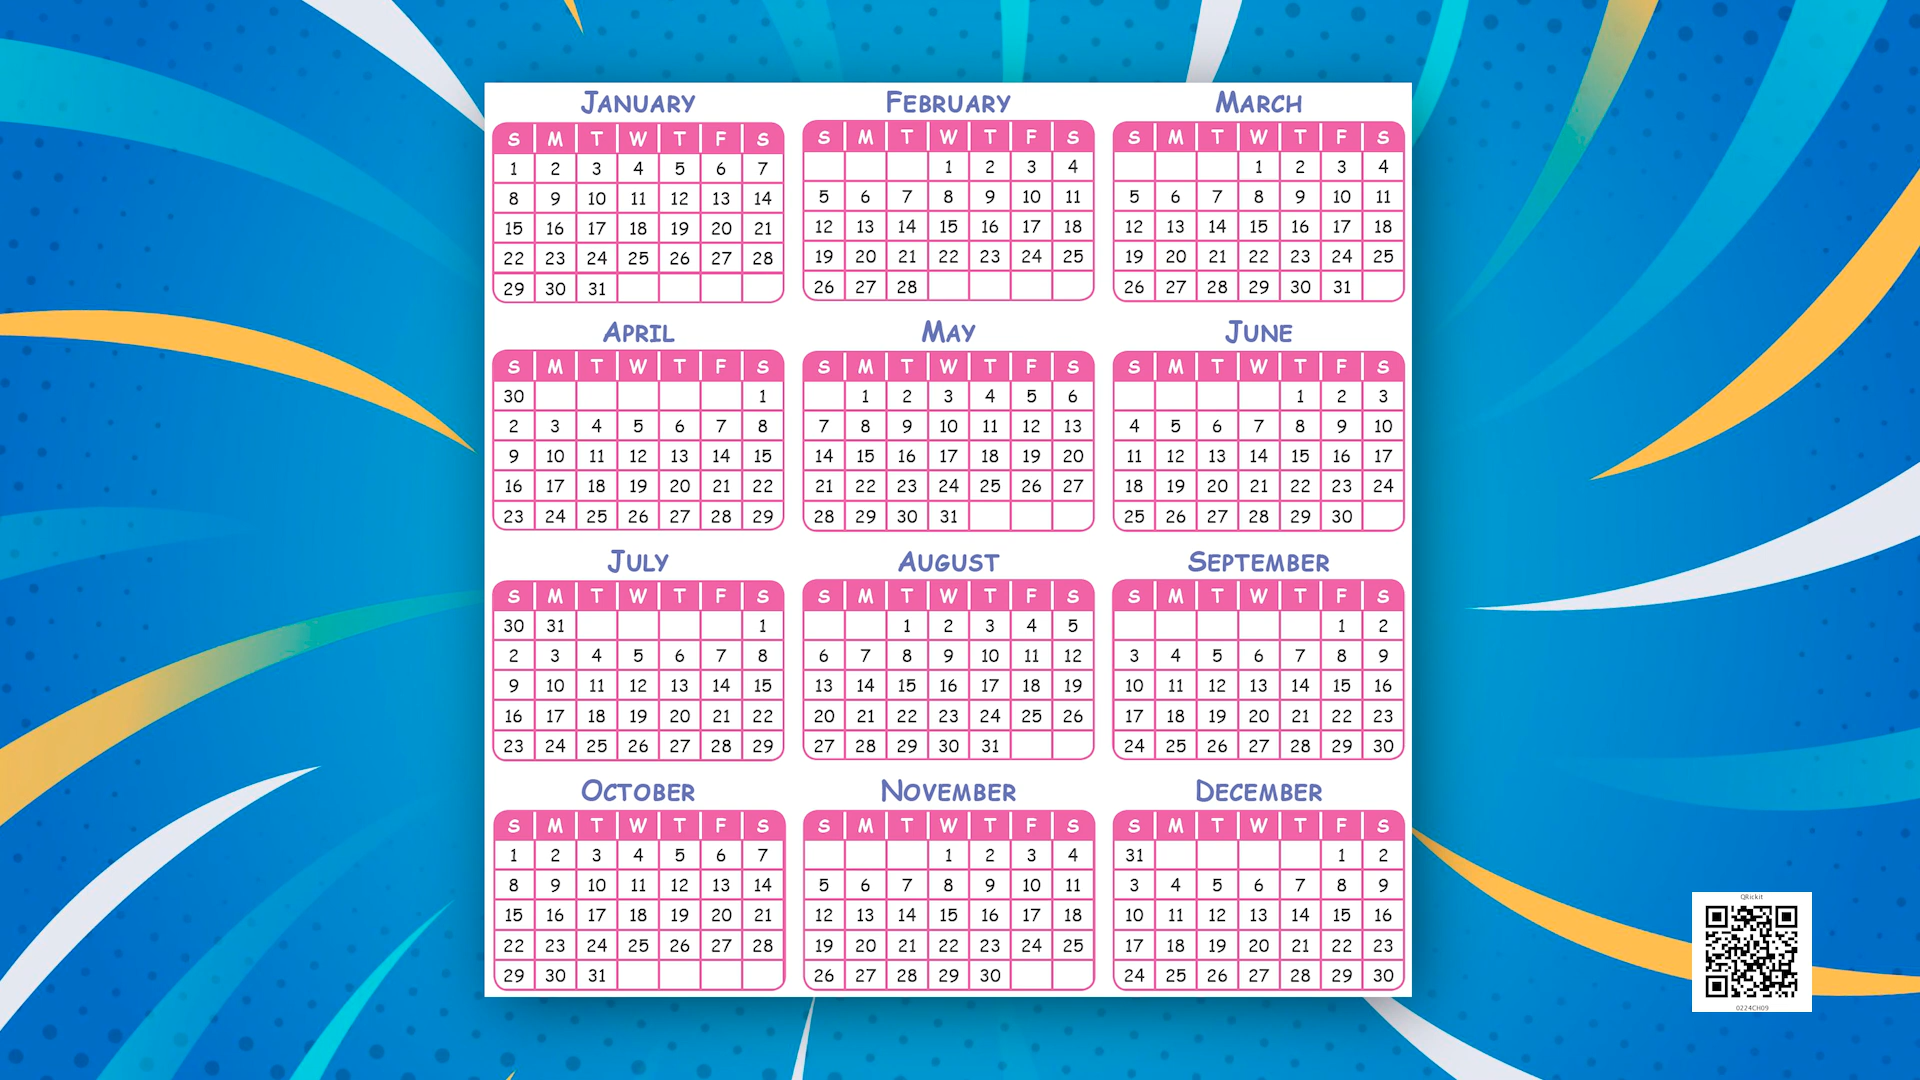 JANUARY
S M T W T F S
1 2 3 4 5 6 7
8 9 10 11 12 13 14
15 16 17 18 19 20 21
22 23 24 25 26 27 28
29 30 31
FEBRUARY
S M T W T F S
1 2 3 4
5 6 7 8 9 10 11
12 13 14 15 16 17 18
19 20 21 22 23 24 25
26 27 28
MARCH
S M T W T F S
1 2 3 4
5 6 7 8 9 10 11
12 13 14 15 16 17 18
19 20 21 22 23 24 25
26 27 28 29 30 31
APRIL
S M T W T F S
30 1
2 3 4 5 6 7 8
9 10 11 12 13 14 15
16 17 18 19 20 21 22
23 24 25 26 27 28 29
MAY
S M T W T F S
1 2 3 4 5 6
7 8 9 10 11 12 13
14 15 16 17 18 19 20
21 22 23 24 25 26 27
28 29 30 31
JUNE
S M T W T F S
1 2 3
4 5 6 7 8 9 10
11 12 13 14 15 16 17
18 19 20 21 22 23 24
25 26 27 28 29 30
JULY
S M T W T F S
30 31 1
2 3 4 5 6 7 8
9 10 11 12 13 14 15
16 17 18 19 20 21 22
23 24 25 26 27 28 29
AUGUST
S M T W T F S
1 2 3 4 5
6 7 8 9 10 11 12
13 14 15 16 17 18 19
20 21 22 23 24 25 26
27 28 29 30 31
SEPTEMBER
S M T W T F S
1 2
3 4 5 6 7 8 9
10 11 12 13 14 15 16
17 18 19 20 21 22 23
24 25 26 27 28 29 30
OCTOBER
S M T W T F S
1 2 3 4 5 6 7
8 9 10 11 12 13 14
15 16 17 18 19 20 21
22 23 24 25 26 27 28
29 30 31
NOVEMBER
S M T W T F S
1 2 3 4
5 6 7 8 9 10 11
12 13 14 15 16 17 18
19 20 21 22 23 24 25
26 27 28 29 30
DECEMBER
S M T W T F S
31 1 2
3 4 5 6 7 8 9
10 11 12 13 14 15 16
17 18 19 20 21 22 23
24 25 26 27 28 29 30
QRickit
0224CH09